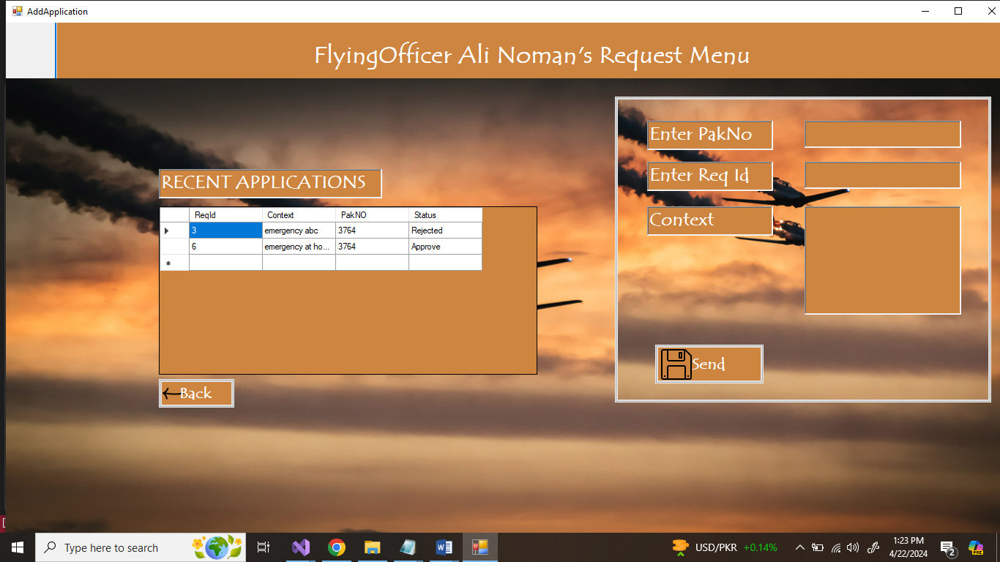 AddApplication
FlyingOfficer Ali Noman's Request Menu
RECENT APPLICATIONS
ReqId Context PakNO Status
3 emergency abc 3764 Rejected
6 emergency at ho... 3764 Approve
Back
Enter PakNo
Enter Req Id
Context
Send
Type here to search
USD/PKR +0.14%
1:23 PM
4/22/2024
2
PRE